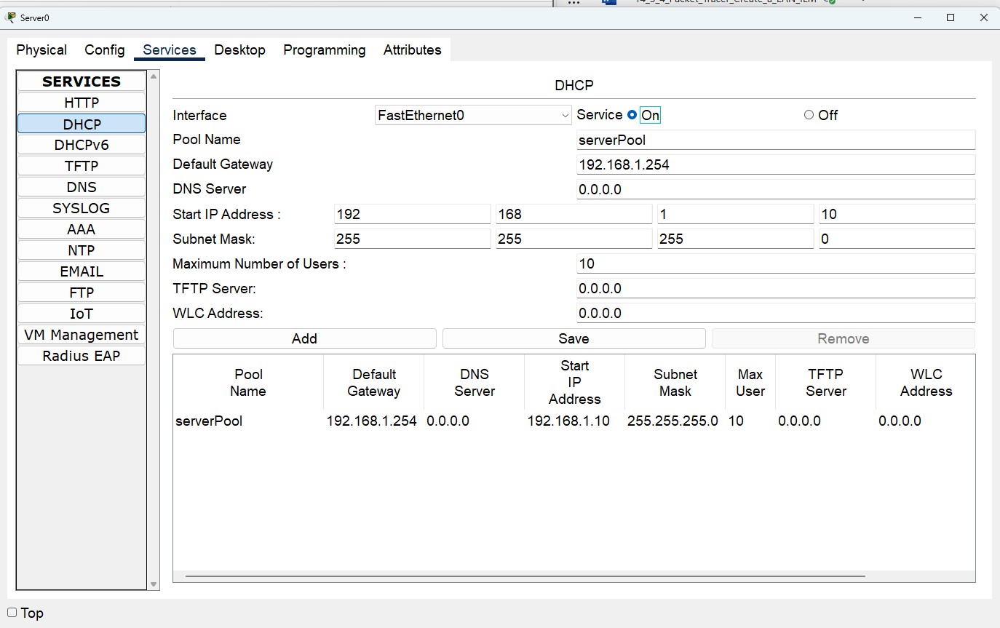 14_3_4_Packet_Tracer_Create_a_LAN_ILM
Server0
Physical Config Services Desktop Programming Attributes
SERVICES
HTTP
DHCP
DHCPv6
TFTP
DNS
SYSLOG
AAA
NTP
EMAIL
FTP
IoT
VM Management
Radius EAP
DHCP
Interface FastEthernet0 Service On Off
Pool Name serverPool
Default Gateway 192.168.1.254
DNS Server 0.0.0.0
Start IP Address : 192 168 1 10
Subnet Mask: 255 255 255 0
Maximum Number of Users : 10
TFTP Server: 0.0.0.0
WLC Address: 0.0.0.0
Add Save Remove
Pool Name Default Gateway DNS Server Start IP Address Subnet Mask Max User TFTP Server WLC Address
serverPool 192.168.1.254 0.0.0.0 192.168.1.10 255.255.255.0 10 0.0.0.0 0.0.0.0
Top